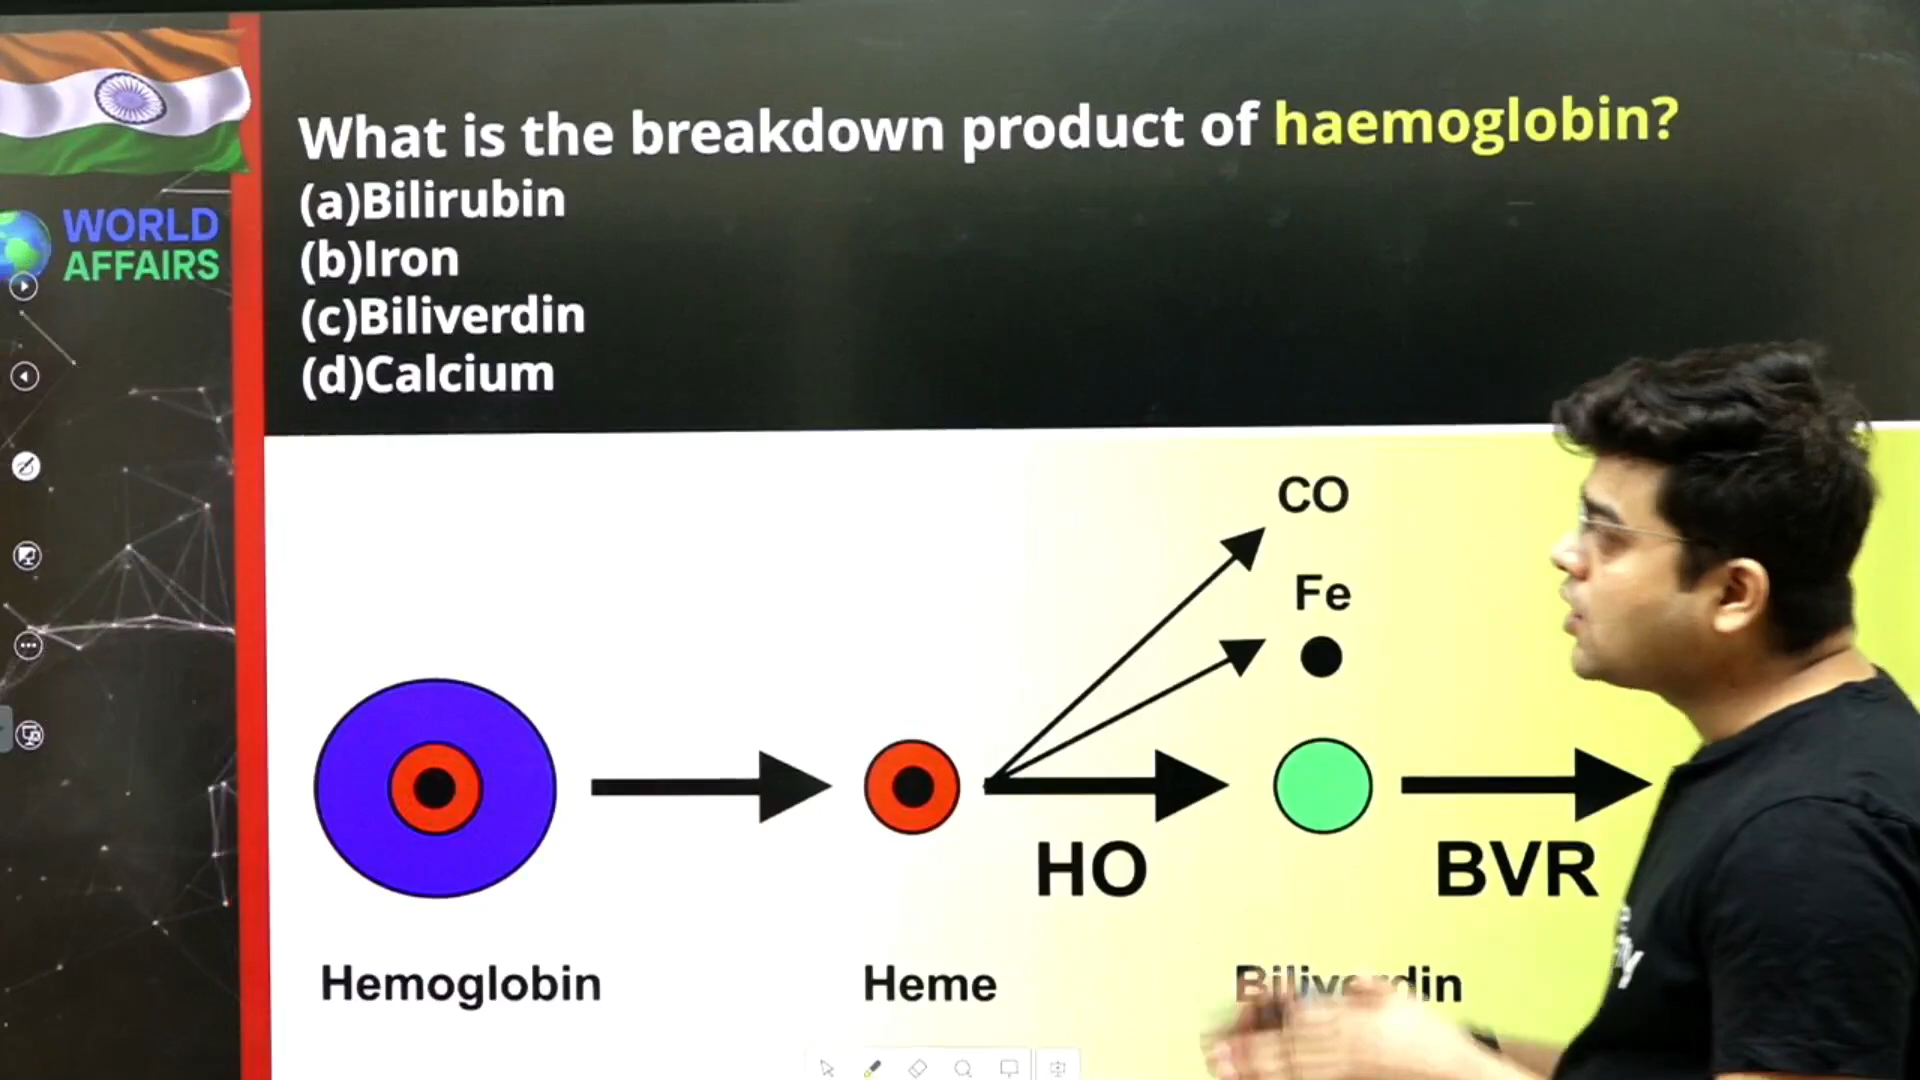 What is the breakdown product of haemoglobin?
(a)Bilirubin
(b)Iron
(c)Biliverdin
(d)Calcium
WORLD
AFFAIRS
CO
Fe
HO
BVR
Hemoglobin
Heme
Biliverdin